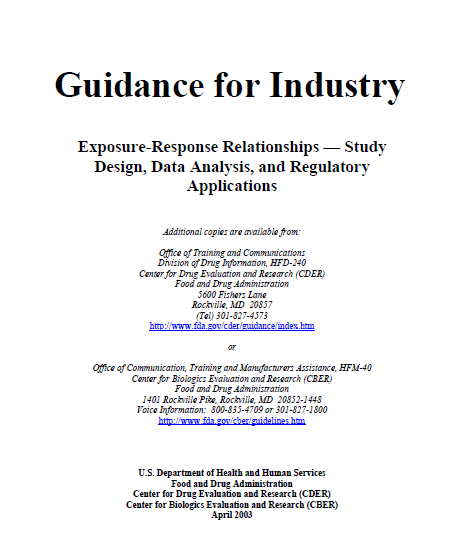 Guidance for Industry
Exposure-Response Relationships — Study
Design, Data Analysis, and Regulatory
Applications
Additional copies are available from:
Office of Training and Communications
Division of Drug Information, HFD-240
Center for Drug Evaluation and Research (CDER)
Food and Drug Administration
5600 Fishers Lane
Rockville, MD 20857
(Tel) 301-827-4573
http://www.fda.gov/cder/guidance/index.htm
or
Office of Communication, Training and Manufacturers Assistance, HFM-40
Center for Biologics Evaluation and Research (CBER)
Food and Drug Administration
1401 Rockville Pike, Rockville, MD 20852-1448
Voice Information: 800-835-4709 or 301-827-1800
http://www.fda.gov/cber/guidelines.htm
U.S. Department of Health and Human Services
Food and Drug Administration
Center for Drug Evaluation and Research (CDER)
Center for Biologics Evaluation and Research (CBER)
April 2003